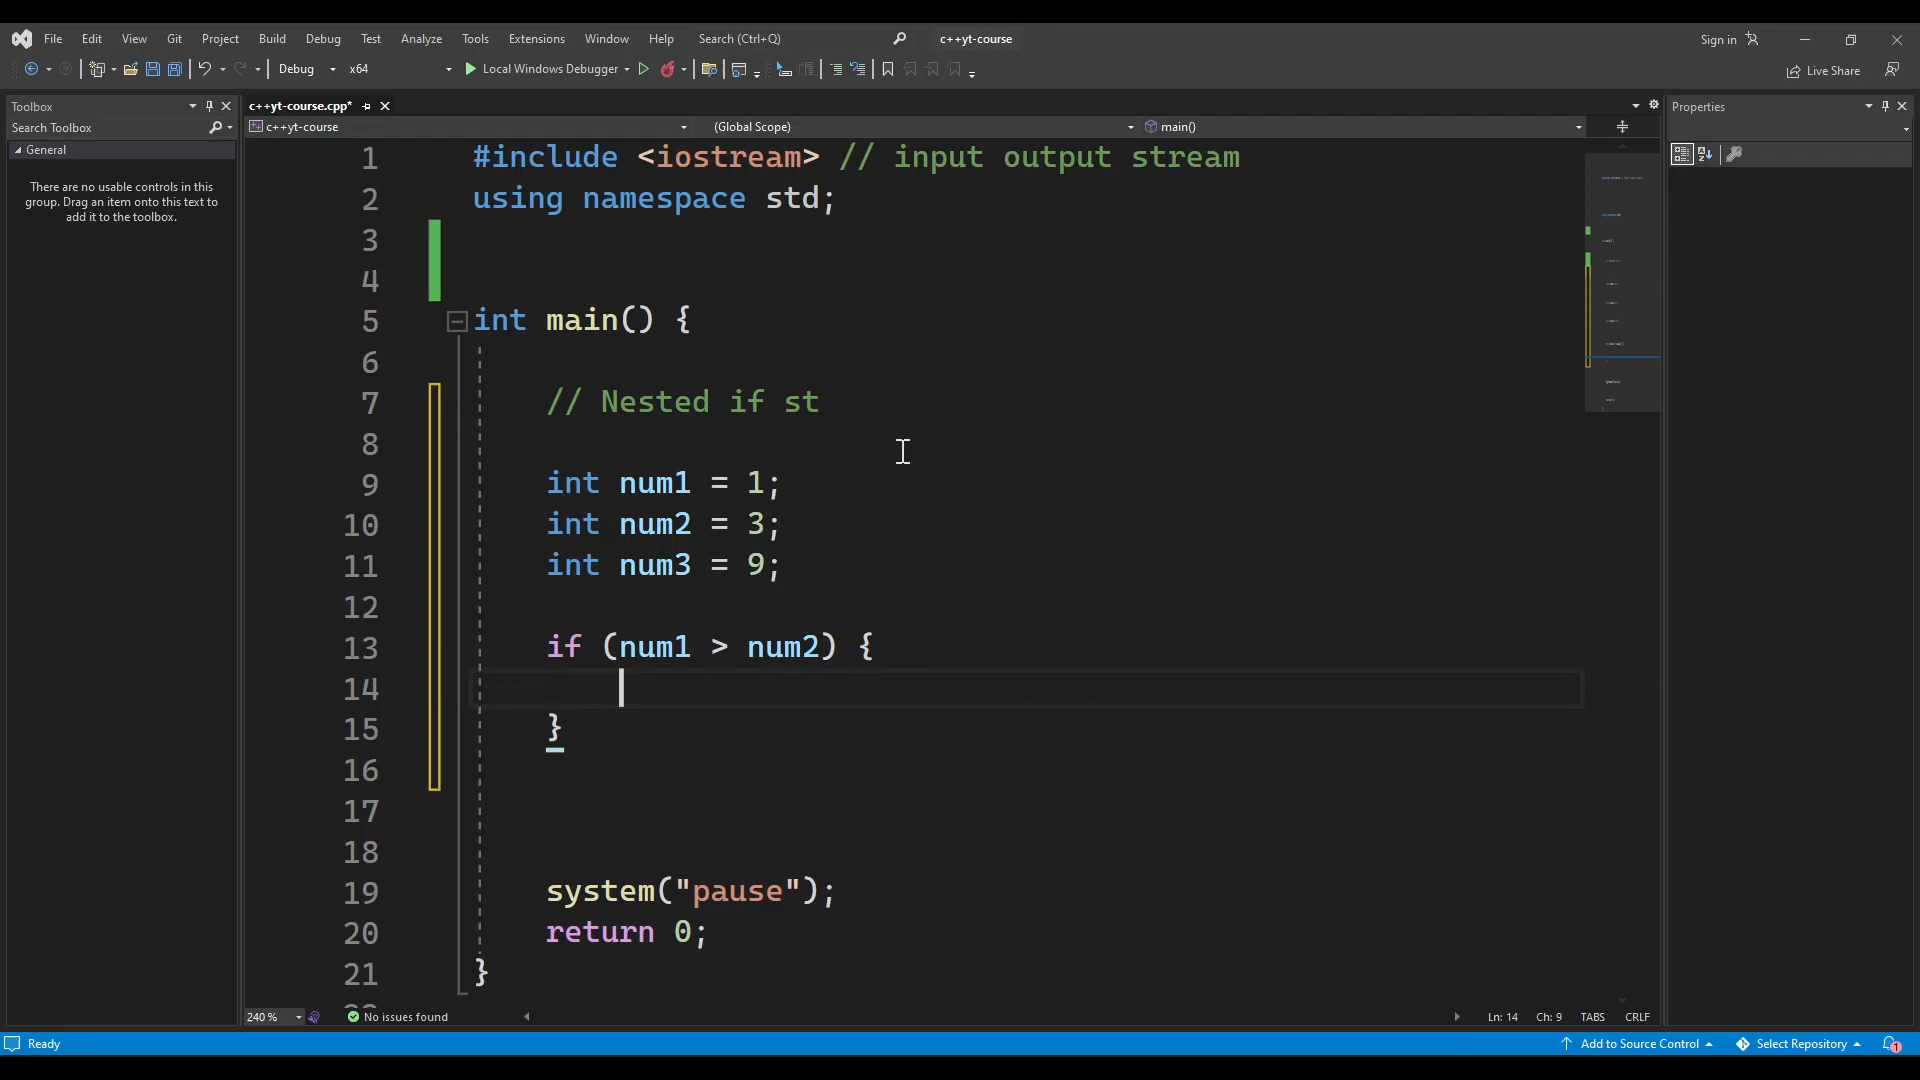 File Edit View Git Project Build Debug Test Analyze Tools Extensions Window Help Search (Ctrl+Q) c++yt-course Sign in
Debug x64 Local Windows Debugger Live Share
Toolbox
c++yt-course.cpp*
Properties
Search Toolbox
c++yt-course (Global Scope) main()
General
There are no usable controls in this
group. Drag an item onto this text to
add it to the toolbox.
1 #include <iostream> // input output stream
2 using namespace std;
3
4
5 int main() {
6
7 // Nested if st
8
9 int num1 = 1;
10 int num2 = 3;
11 int num3 = 9;
12
13 if (num1 > num2) {
14
15 }
16
17
18
19 system("pause");
20 return 0;
21 }
240 % No issues found Ln: 14 Ch: 9 TABS CRLF
Ready Add to Source Control Select Repository 1